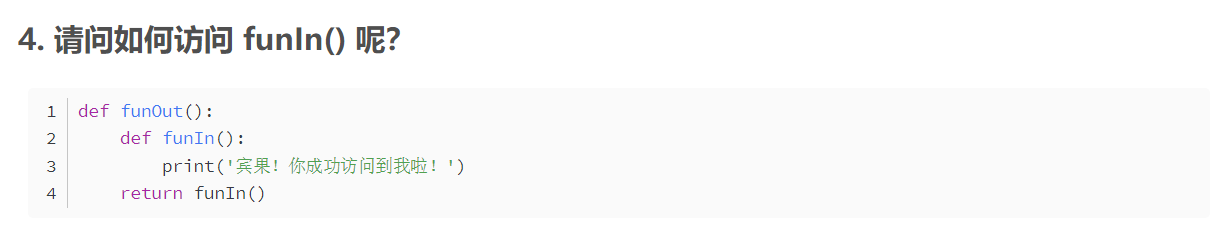 4. 请问如何访问 funIn() 呢？
1 def funOut():
2     def funIn():
3         print('宾果！你成功访问到我啦！')
4     return funIn()